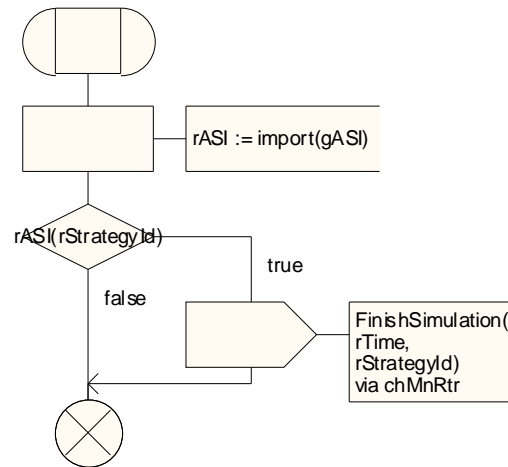 rASI := import(gASI)
rASI(rStrategyId)
true
false
FinishSimulation(
rTime,
rStrategyId)
via chMnRtr